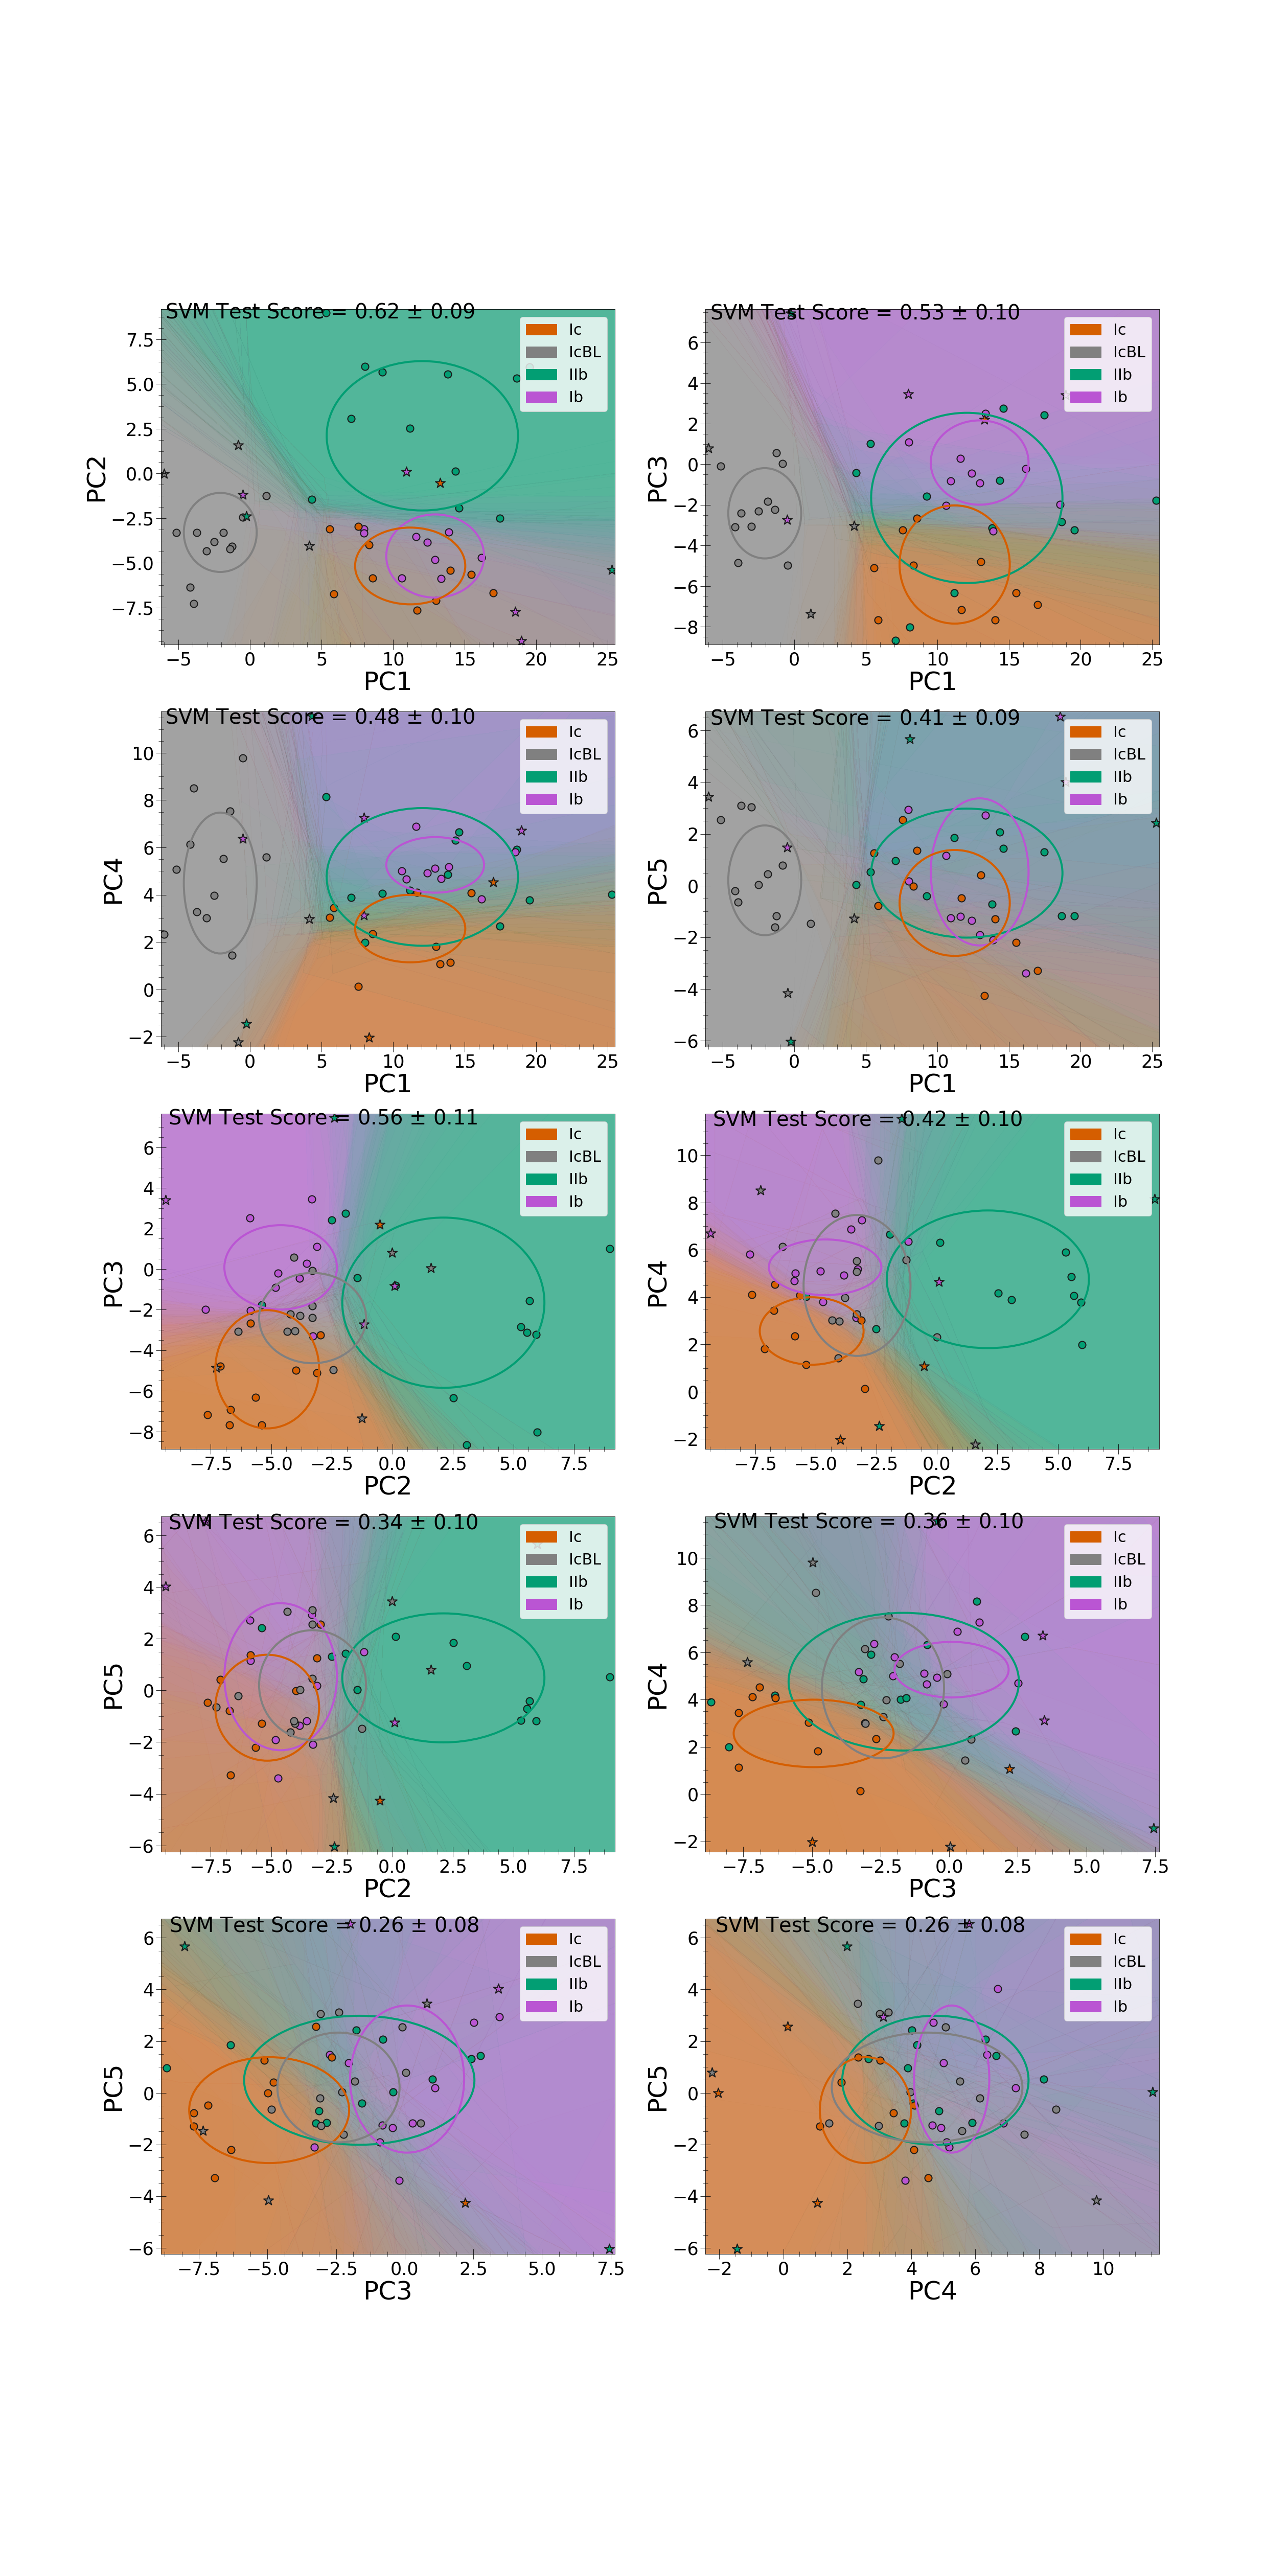 SVM Test Score = 0.62 ± 0.09
Ic
IcBL
IIb
Ib
7.5
5.0
2.5
0.0
−2.5
−5.0
−7.5
PC2
−5 0 5 10 15 20 25
PC1
SVM Test Score = 0.53 ± 0.10
Ic
IcBL
IIb
Ib
6
4
2
0
−2
−4
−6
−8
PC3
−5 0 5 10 15 20 25
PC1
SVM Test Score = 0.48 ± 0.10
Ic
IcBL
IIb
Ib
10
8
6
4
2
0
−2
PC4
−5 0 5 10 15 20 25
PC1
SVM Test Score = 0.41 ± 0.09
Ic
IcBL
IIb
Ib
6
4
2
0
−2
−4
−6
PC5
−5 0 5 10 15 20 25
PC1
SVM Test Score = 0.56 ± 0.11
Ic
IcBL
IIb
Ib
6
4
2
0
−2
−4
−6
−8
PC3
−7.5 −5.0 −2.5 0.0 2.5 5.0 7.5
PC2
SVM Test Score = 0.42 ± 0.10
Ic
IcBL
IIb
Ib
10
8
6
4
2
0
−2
PC4
−7.5 −5.0 −2.5 0.0 2.5 5.0 7.5
PC2
SVM Test Score = 0.34 ± 0.10
Ic
IcBL
IIb
Ib
6
4
2
0
−2
−4
−6
PC5
−7.5 −5.0 −2.5 0.0 2.5 5.0 7.5
PC2
SVM Test Score = 0.36 ± 0.10
Ic
IcBL
IIb
Ib
10
8
6
4
2
0
−2
PC4
−7.5 −5.0 −2.5 0.0 2.5 5.0 7.5
PC3
SVM Test Score = 0.26 ± 0.08
Ic
IcBL
IIb
Ib
6
4
2
0
−2
−4
−6
PC5
−7.5 −5.0 −2.5 0.0 2.5 5.0 7.5
PC3
SVM Test Score = 0.26 ± 0.08
Ic
IcBL
IIb
Ib
6
4
2
0
−2
−4
−6
PC5
−2 0 2 4 6 8 10
PC4